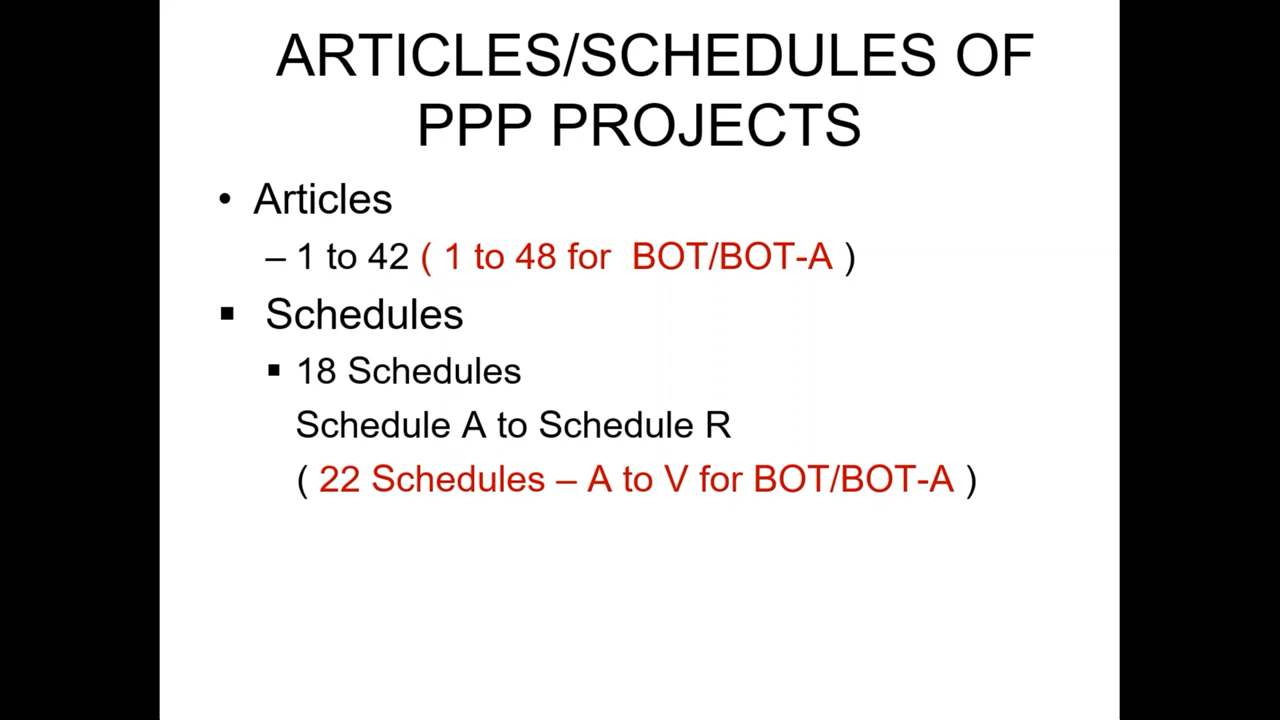 ARTICLES/SCHEDULES OF
PPP PROJECTS
• Articles
– 1 to 42 ( 1 to 48 for BOT/BOT-A )
▪ Schedules
▪ 18 Schedules
Schedule A to Schedule R
( 22 Schedules – A to V for BOT/BOT-A )